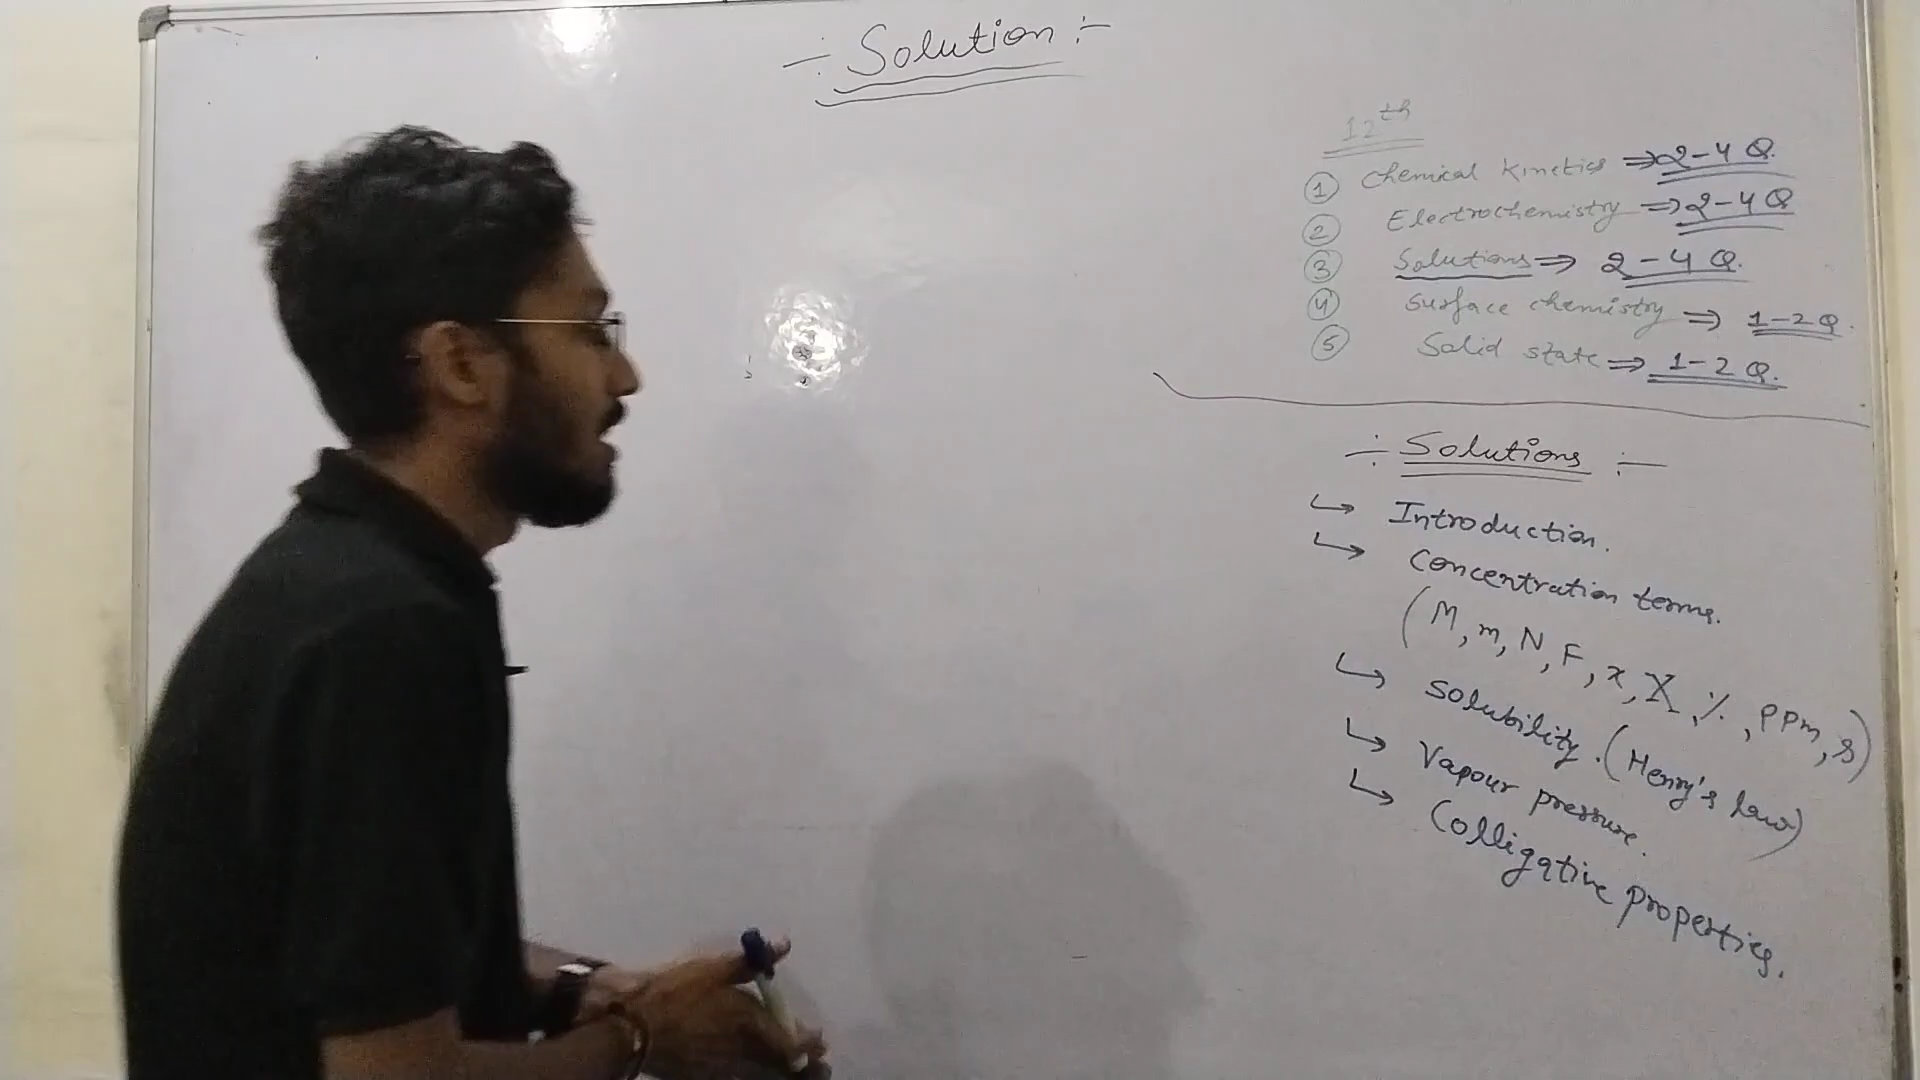 -: Solution :-
12th
① Chemical Kinetics ⇒ 2-4 Q.
② Electrochemistry ⇒ 2-4 Q
③ Solutions ⇒ 2-4 Q.
④ Surface chemistry ⇒ 1-2 Q.
⑤ Solid state ⇒ 1-2 Q.
-: Solutions :-
↳ Introduction.
↳ Concentration terms.
(M, m, N, F, x, X, %, ppm, s)
↳ Solubility. (Henry's law)
↳ Vapour pressure.
↳ Colligative properties.